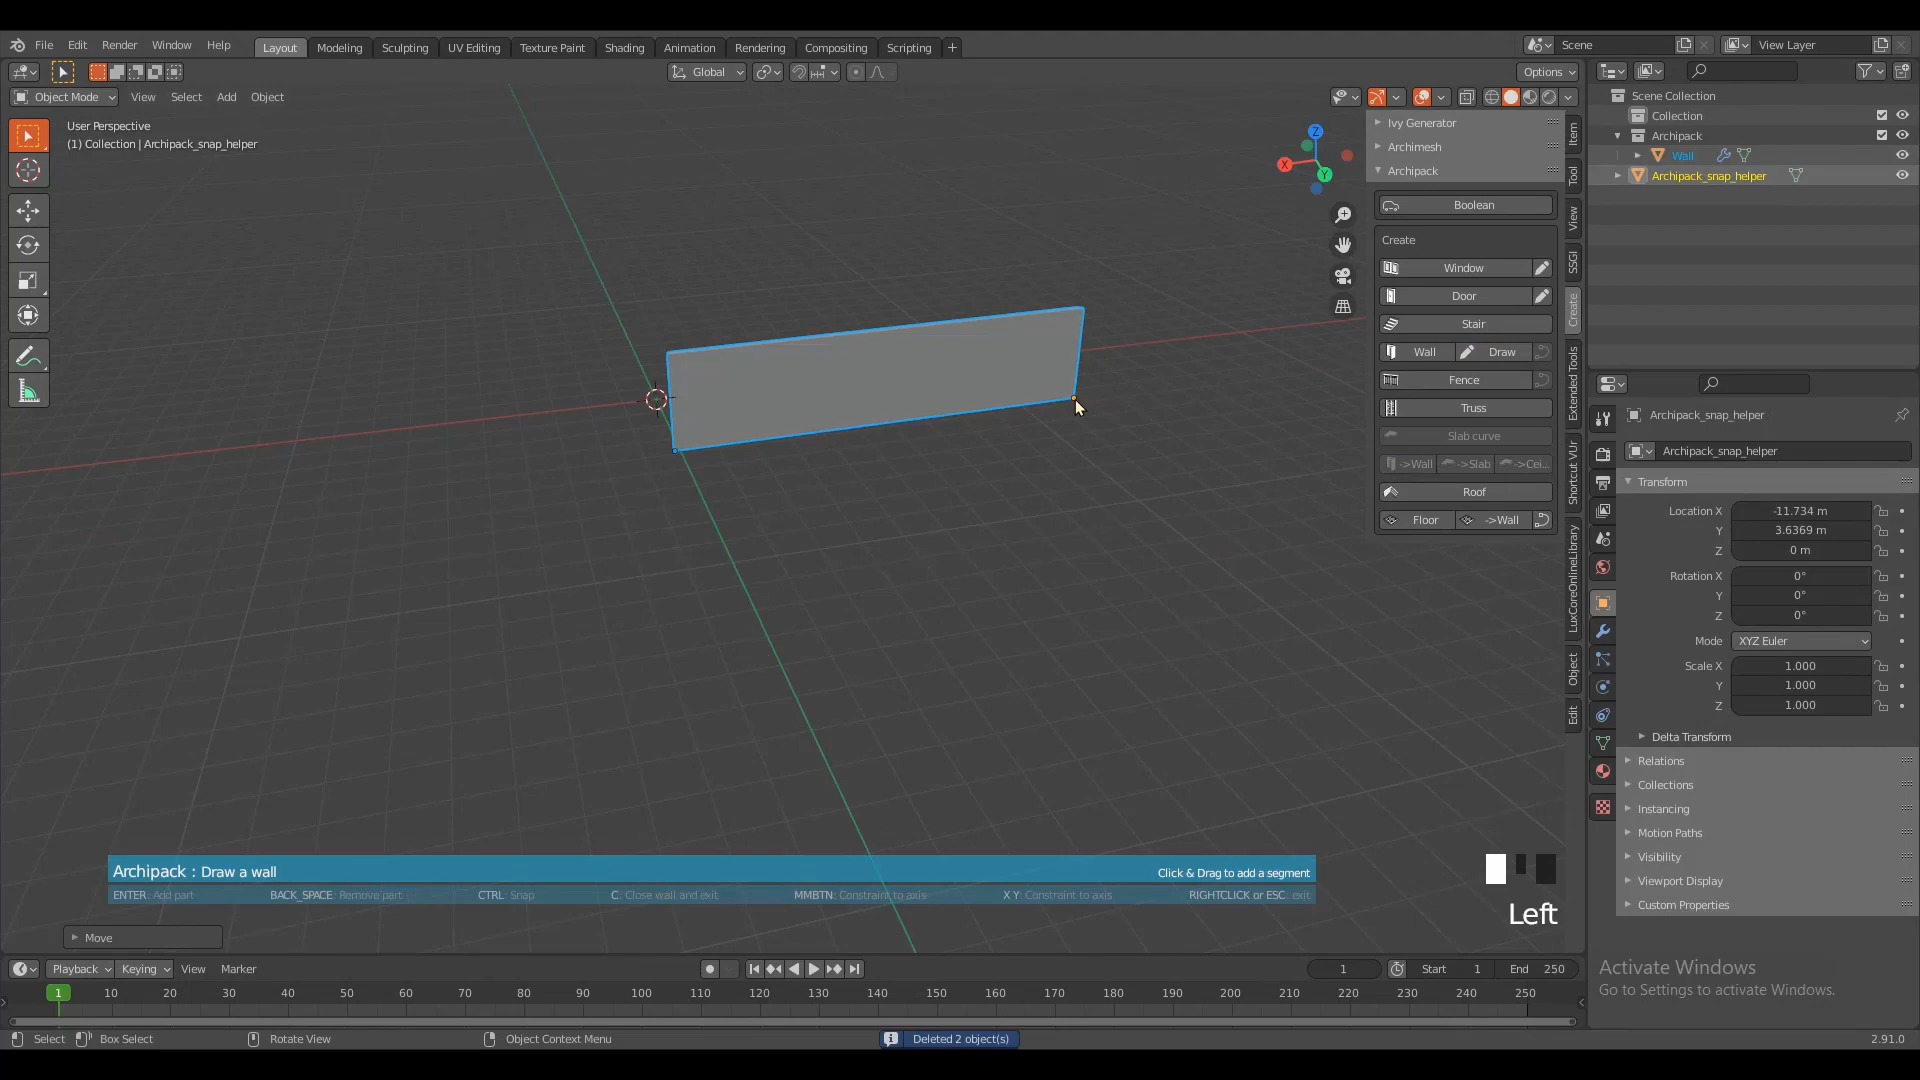 File Edit Render Window Help Layout Modeling Sculpting UV Editing Texture Paint Shading Animation Rendering Compositing Scripting + Scene View Layer
Global Options
Object Mode View Select Add Object
User Perspective
(1) Collection | Archipack_snap_helper
Z
X
Y
Ivy Generator
Archimesh
Archipack
Boolean
Create
Window
Door
Stair
Wall Draw
Fence
Truss
Slab curve
->Wall ->Slab ->Cei...
Roof
Floor ->Wall
Item
Tool
View
SSGI
Create
Extended Tools
Shortcut VUr
LuxCoreOnlineLibrary
Object
Edit
Scene Collection
Collection
Archipack
Wall
Archipack_snap_helper
Archipack_snap_helper
Archipack_snap_helper
Transform
Location X -11.734 m
Y 3.6369 m
Z 0 m
Rotation X 0°
Y 0°
Z 0°
Mode XYZ Euler
Scale X 1.000
Y 1.000
Z 1.000
Delta Transform
Relations
Collections
Instancing
Motion Paths
Visibility
Viewport Display
Custom Properties
Archipack : Draw a wall Click & Drag to add a segment
ENTER: Add part BACK_SPACE: Remove part CTRL: Snap C: Close wall and exit MMBTN: Constraint to axis X Y: Constraint to axis RIGHTCLICK or ESC: exit
Left
Move
Activate Windows
Go to Settings to activate Windows.
Playback Keying View Marker 1 Start 1 End 250
1 10 20 30 40 50 60 70 80 90 100 110 120 130 140 150 160 170 180 190 200 210 220 230 240 250
Select Box Select Rotate View Object Context Menu Deleted 2 object(s) 2.91.0